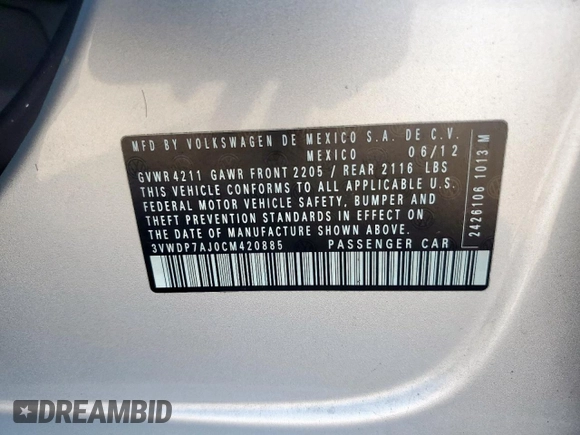 MFD BY VOLKSWAGEN DE MEXICO S.A. DE C.V.
MEXICO 06/12
GVWR 4211 GAWR FRONT 2205 / REAR 2116 LBS
THIS VEHICLE CONFORMS TO ALL APPLICABLE U.S.
FEDERAL MOTOR VEHICLE SAFETY, BUMPER AND
THEFT PREVENTION STANDARDS IN EFFECT ON THE
DATE OF MANUFACTURE SHOWN ABOVE.
3VWDP7AJ0CM420885 PASSENGER CAR
2426106 1013 M
DREAMBID